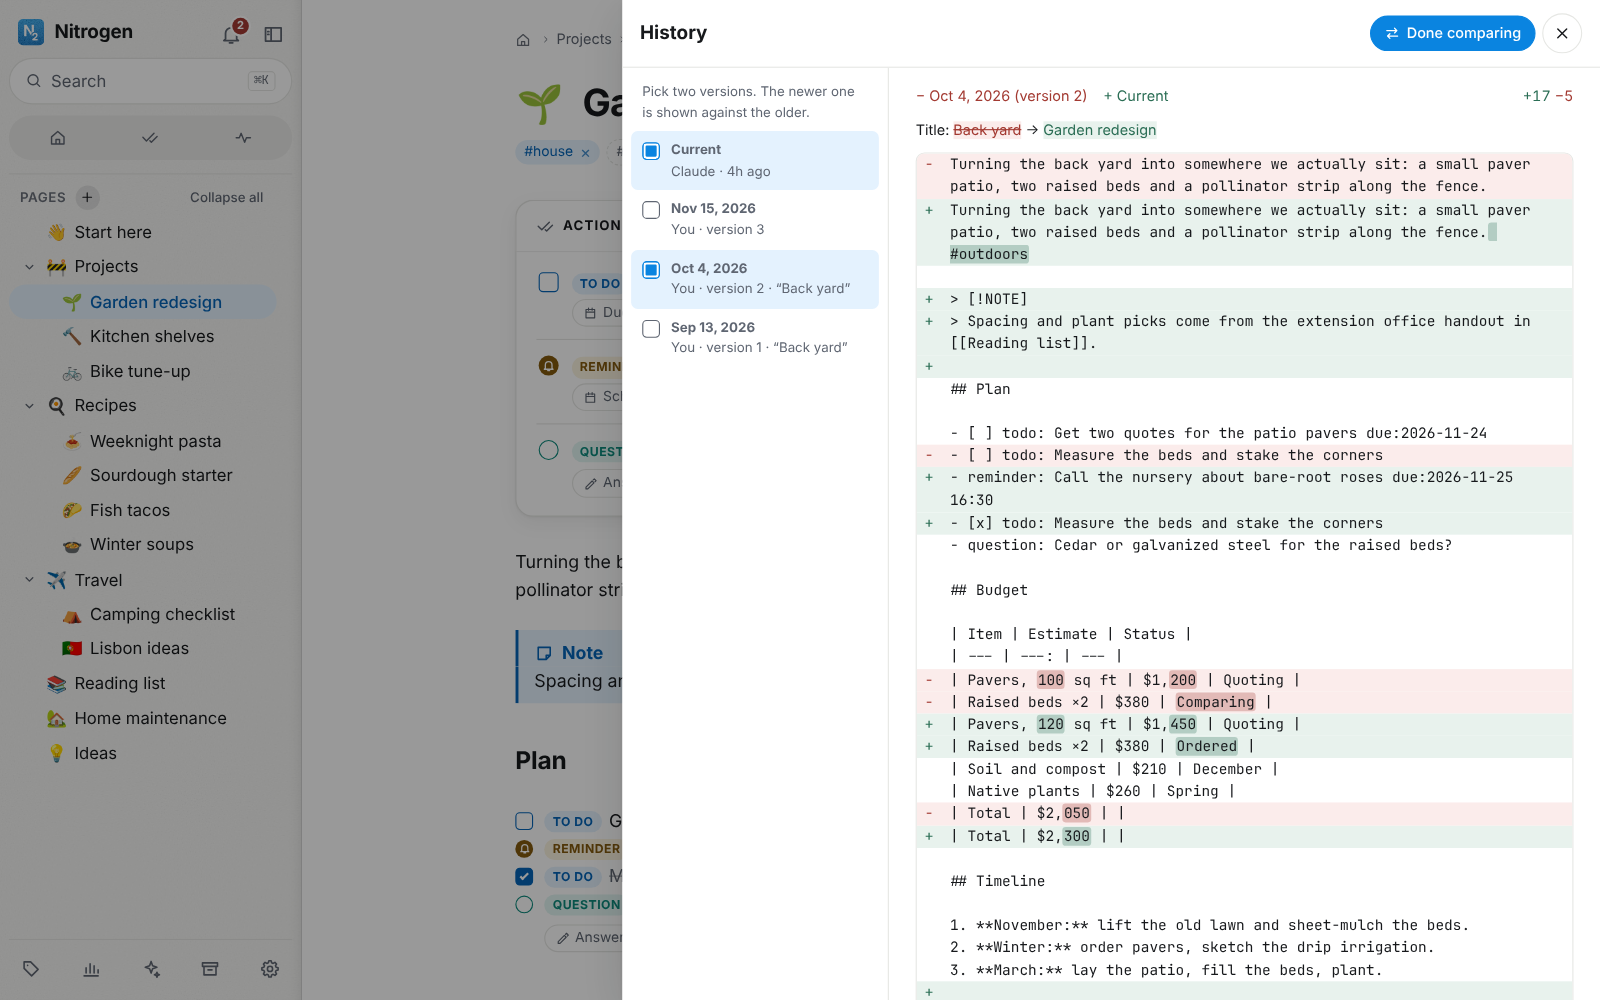 Nitrogen
2
Search
⌘K
PAGES
Collapse all
Start here
Projects
Garden redesign
Kitchen shelves
Bike tune-up
Recipes
Weeknight pasta
Sourdough starter
Fish tacos
Winter soups
Travel
Camping checklist
Lisbon ideas
Reading list
Home maintenance
Ideas
Projects
Ga
#house ×
#
ACTION
TO DO
Du
REMIN
Sch
QUEST
An
Turning the b
pollinator stri
Note
Spacing ar
Plan
TO DO G
REMINDER
TO DO M
QUESTION
Answer
History
Done comparing
Pick two versions. The newer one
is shown against the older.
Current
Claude · 4h ago
Nov 15, 2026
You · version 3
Oct 4, 2026
You · version 2 · “Back yard”
Sep 13, 2026
You · version 1 · “Back yard”
− Oct 4, 2026 (version 2) + Current +17 −5
Title: Back yard → Garden redesign
- Turning the back yard into somewhere we actually sit: a small paver
patio, two raised beds and a pollinator strip along the fence.
+ Turning the back yard into somewhere we actually sit: a small paver
patio, two raised beds and a pollinator strip along the fence.
#outdoors
+ > [!NOTE]
+ > Spacing and plant picks come from the extension office handout in
[[Reading list]].
+
## Plan
- [ ] todo: Get two quotes for the patio pavers due:2026-11-24
- - [ ] todo: Measure the beds and stake the corners
+ - reminder: Call the nursery about bare-root roses due:2026-11-25
16:30
+ - [x] todo: Measure the beds and stake the corners
- question: Cedar or galvanized steel for the raised beds?
## Budget
| Item | Estimate | Status |
| --- | ---: | --- |
- | Pavers, 100 sq ft | $1,200 | Quoting |
- | Raised beds ×2 | $380 | Comparing |
+ | Pavers, 120 sq ft | $1,450 | Quoting |
+ | Raised beds ×2 | $380 | Ordered |
| Soil and compost | $210 | December |
| Native plants | $260 | Spring |
- | Total | $2,050 | |
+ | Total | $2,300 | |
## Timeline
1. **November:** lift the old lawn and sheet-mulch the beds.
2. **Winter:** order pavers, sketch the drip irrigation.
3. **March:** lay the patio, fill the beds, plant.
+